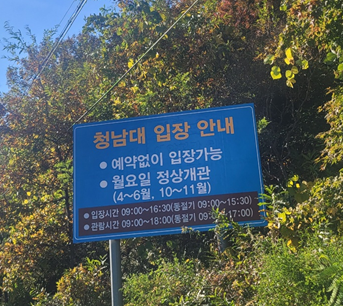 청남대 입장 안내
● 예약없이 입장가능
● 월요일 정상개관
(4~6월, 10~11월)
● 입장시간 09:00~16:30(동절기 09:00~15:30)
● 관람시간 09:00~18:00(동절기 09: ~17:00)